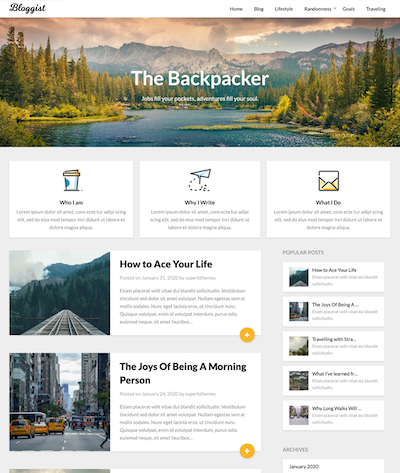 Bloggist
Home Blog Lifestyle Randomness Goals Traveling
The Backpacker
Jobs fill your pockets, adventures fill your soul.
Who I am
Lorem ipsum dolor sit amet, cons ecte tur adipi scing
elit, sed do eius mod tempor inci didunt ut labore et
dolore magna aliqua.
Why I Write
Lorem ipsum dolor sit amet, cons ectetur adipi scing
elit, sed do eius mod tempor inci didunt ut labore et
dolore magna aliqua.
What I Do
Lorem ipsum dolor sit amet, cons ectetur adipi scing
elit, sed do eius mod tempor inci didunt ut labore et
dolore magna aliqua.
How to Ace Your Life
Posted on January 31, 2020 by superbthemes
Etiam placerat velit vitae dui blandit sollicitudin. Vestibulum
tincidunt sed dolor sit amet volutpat. Nullam egestas sem at
mollis sodales. Nunc eget lacinia eros, ut tincidunt nunc.
Quisque volutpat, enim id volutpat interdum, purus odio
euismod neque, sit amet faucibus...
The Joys Of Being A Morning
Person
Posted on January 24, 2020 by superbthemes
Etiam placerat velit vitae dui blandit sollicitudin. Vestibulum
tincidunt sed dolor sit amet volutpat. Nullam egestas sem at
mollis sodales. Nunc eget lacinia eros, ut tincidunt nunc.
Quisque volutpat, enim id volutpat interdum, purus odio
euismod neque, sit amet faucibus...
POPULAR POSTS
How to Ace Your Life
Etiam placerat velit vitae dui blandit
sollicitudin.
The Joys Of Being A ...
Etiam placerat velit vitae dui blandit
sollicitudin.
Travelling with Stra...
Etiam placerat velit vitae dui blandit
sollicitudin.
What I've learned fr...
Etiam placerat velit vitae dui blandit
sollicitudin.
Why Long Walks Will ...
Etiam placerat velit vitae dui blandit
sollicitudin.
ARCHIVES
January 2020